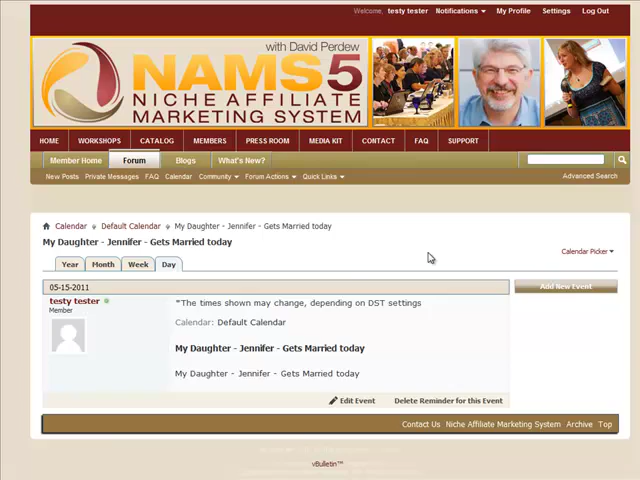 Welcome, testy tester Notifications My Profile Settings Log Out
with David Perdew
NAMS5
NICHE AFFILIATE
MARKETING SYSTEM
HOME WORKSHOPS CATALOG MEMBERS PRESS ROOM MEDIA KIT CONTACT FAQ SUPPORT
Member Home Forum Blogs What's New?
New Posts Private Messages FAQ Calendar Community Forum Actions Quick Links Advanced Search
Calendar Default Calendar My Daughter - Jennifer - Gets Married today
My Daughter - Jennifer - Gets Married today
Calendar Picker
Year Month Week Day
05-15-2011
Add New Event
testy tester
Member
*The times shown may change, depending on DST settings
Calendar: Default Calendar
My Daughter - Jennifer - Gets Married today
My Daughter - Jennifer - Gets Married today
Edit Event Delete Reminder for this Event
Contact Us Niche Affiliate Marketing System Archive Top
vBulletin™